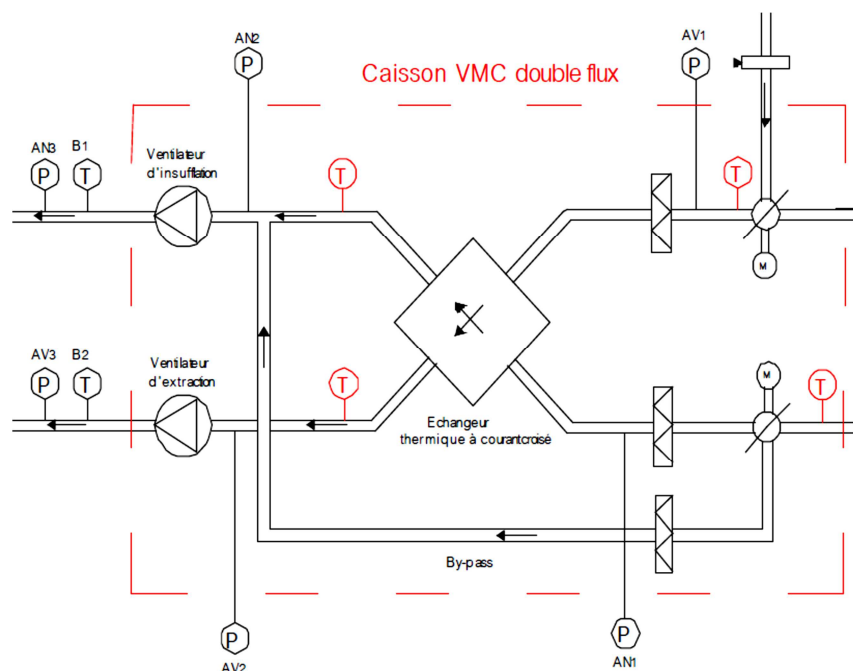 AN2
AV1
P
P
Caisson VMC double flux
AN3
B1
Ventilateur
d'insufflation
P
T
T
T
M
AV3
B2
Ventilateur
d'extraction
M
P
T
T
T
Echangeur
thermique à courantcroisé
By-pass
P
P
AV2
AN1